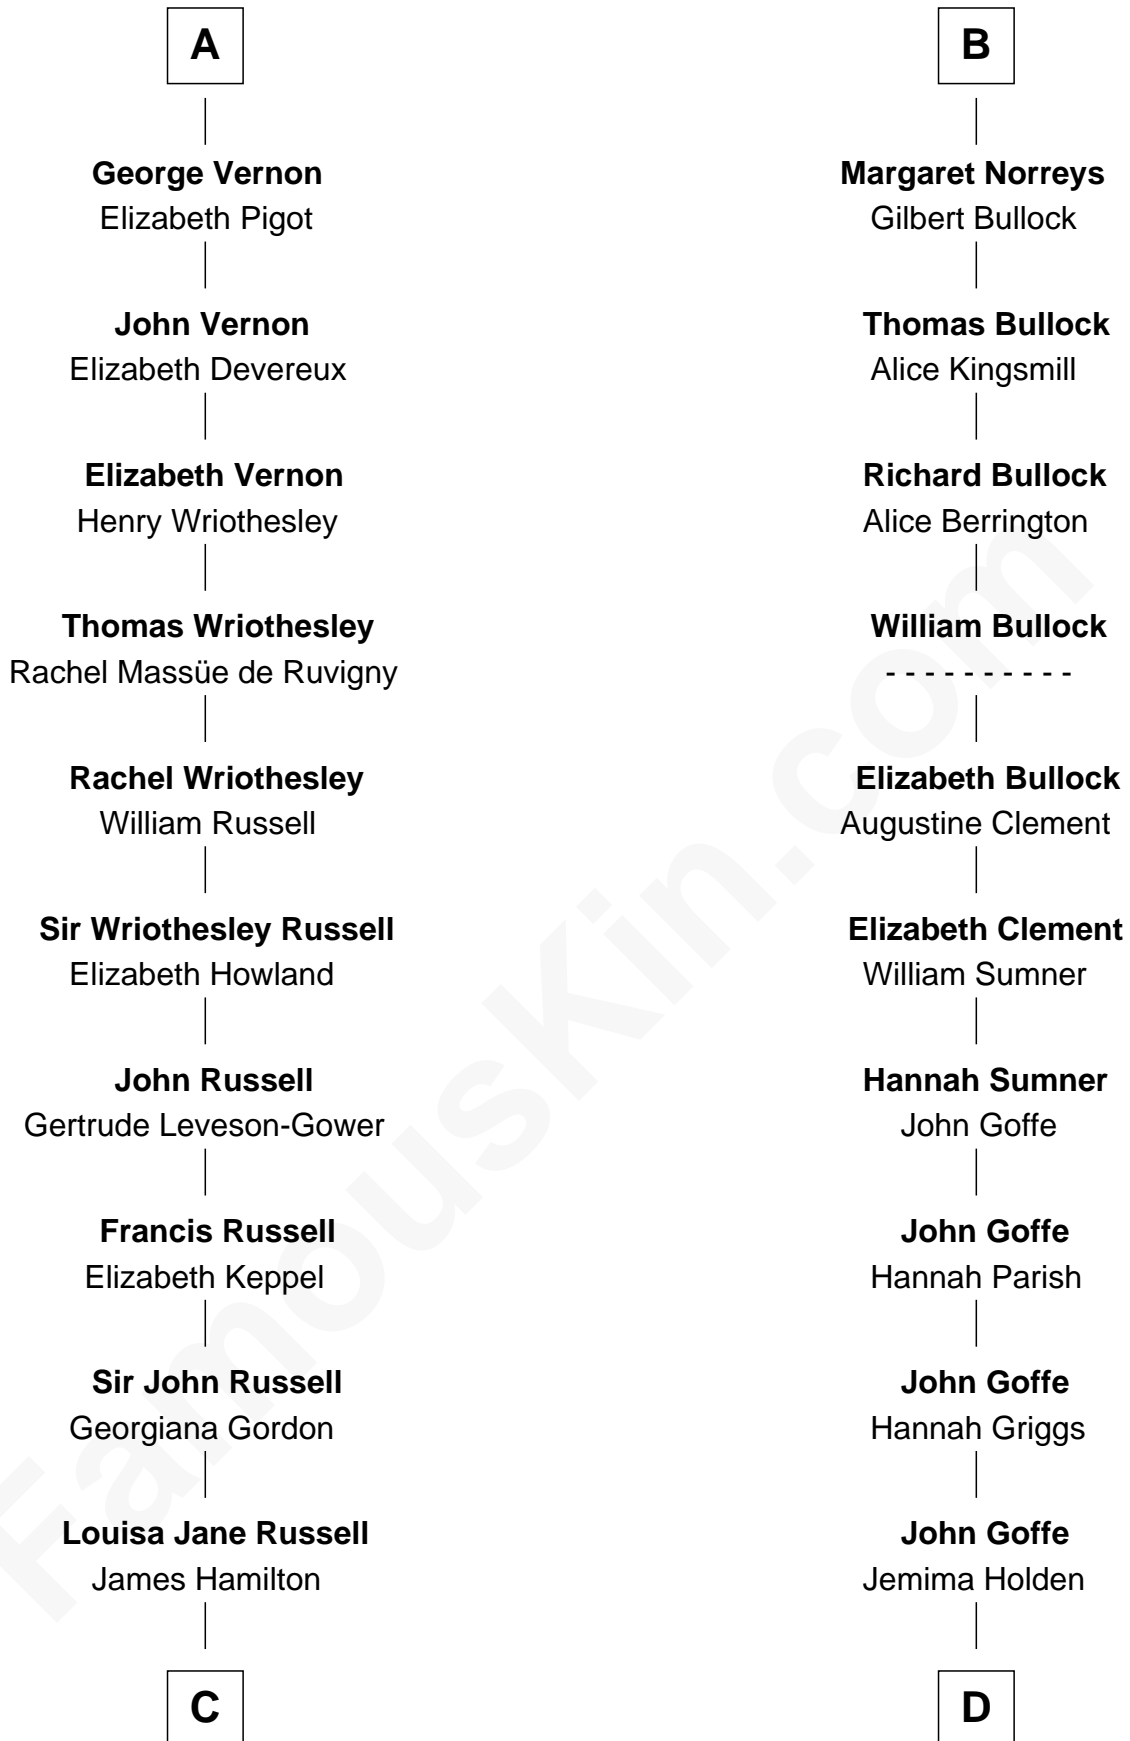 A
George Vernon
Elizabeth Pigot
John Vernon
Elizabeth Devereux
Elizabeth Vernon
Henry Wriothesley
Thomas Wriothesley
Rachel Massüe de Ruvigny
Rachel Wriothesley
William Russell
Sir Wriothesley Russell
Elizabeth Howland
John Russell
Gertrude Leveson-Gower
Francis Russell
Elizabeth Keppel
Sir John Russell
Georgiana Gordon
Louisa Jane Russell
James Hamilton
C
B
Margaret Norreys
Gilbert Bullock
Thomas Bullock
Alice Kingsmill
Richard Bullock
Alice Berrington
William Bullock
- - - - - - - - - -
Elizabeth Bullock
Augustine Clement
Elizabeth Clement
William Sumner
Hannah Sumner
John Goffe
John Goffe
Hannah Parish
John Goffe
Hannah Griggs
John Goffe
Jemima Holden
D
FamousKin.com